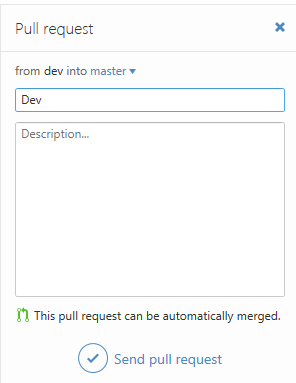 Pull request
from dev into master
Dev
Description...
This pull request can be automatically merged.
Send pull request